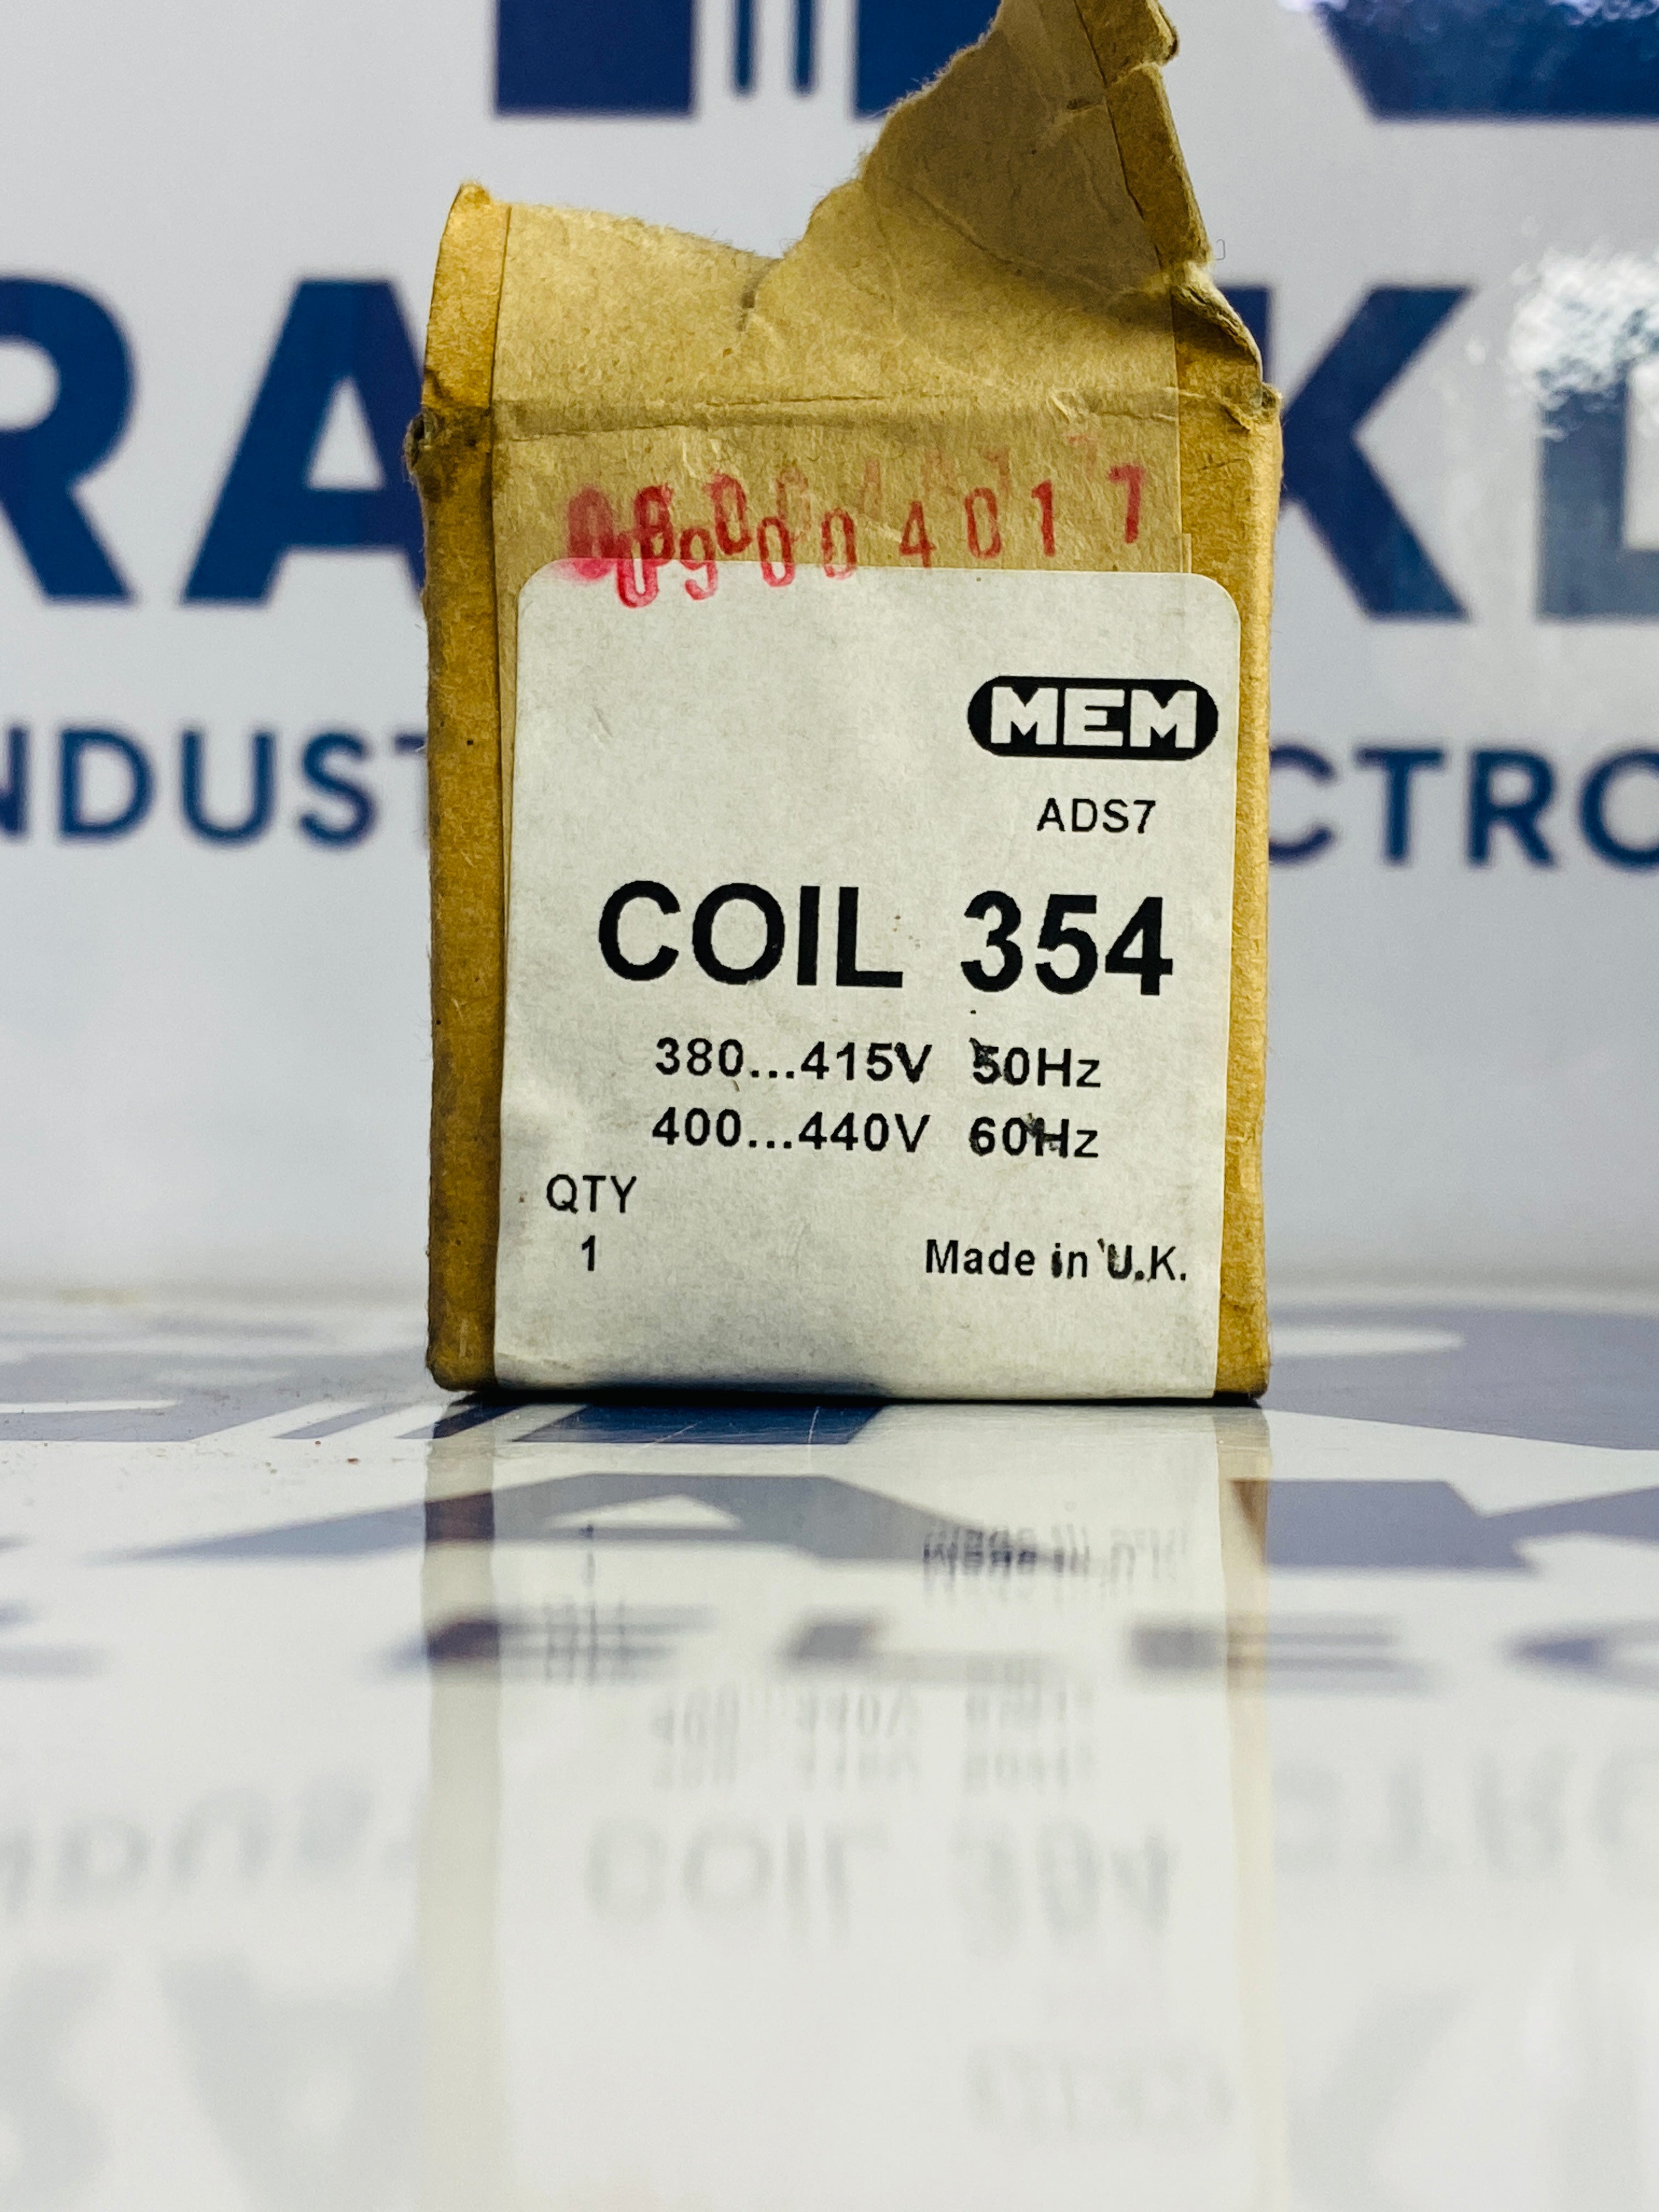 MEM
ADS7
COIL 354
380...415V 50Hz
400...440V 60Hz
QTY
1
Made in U.K.